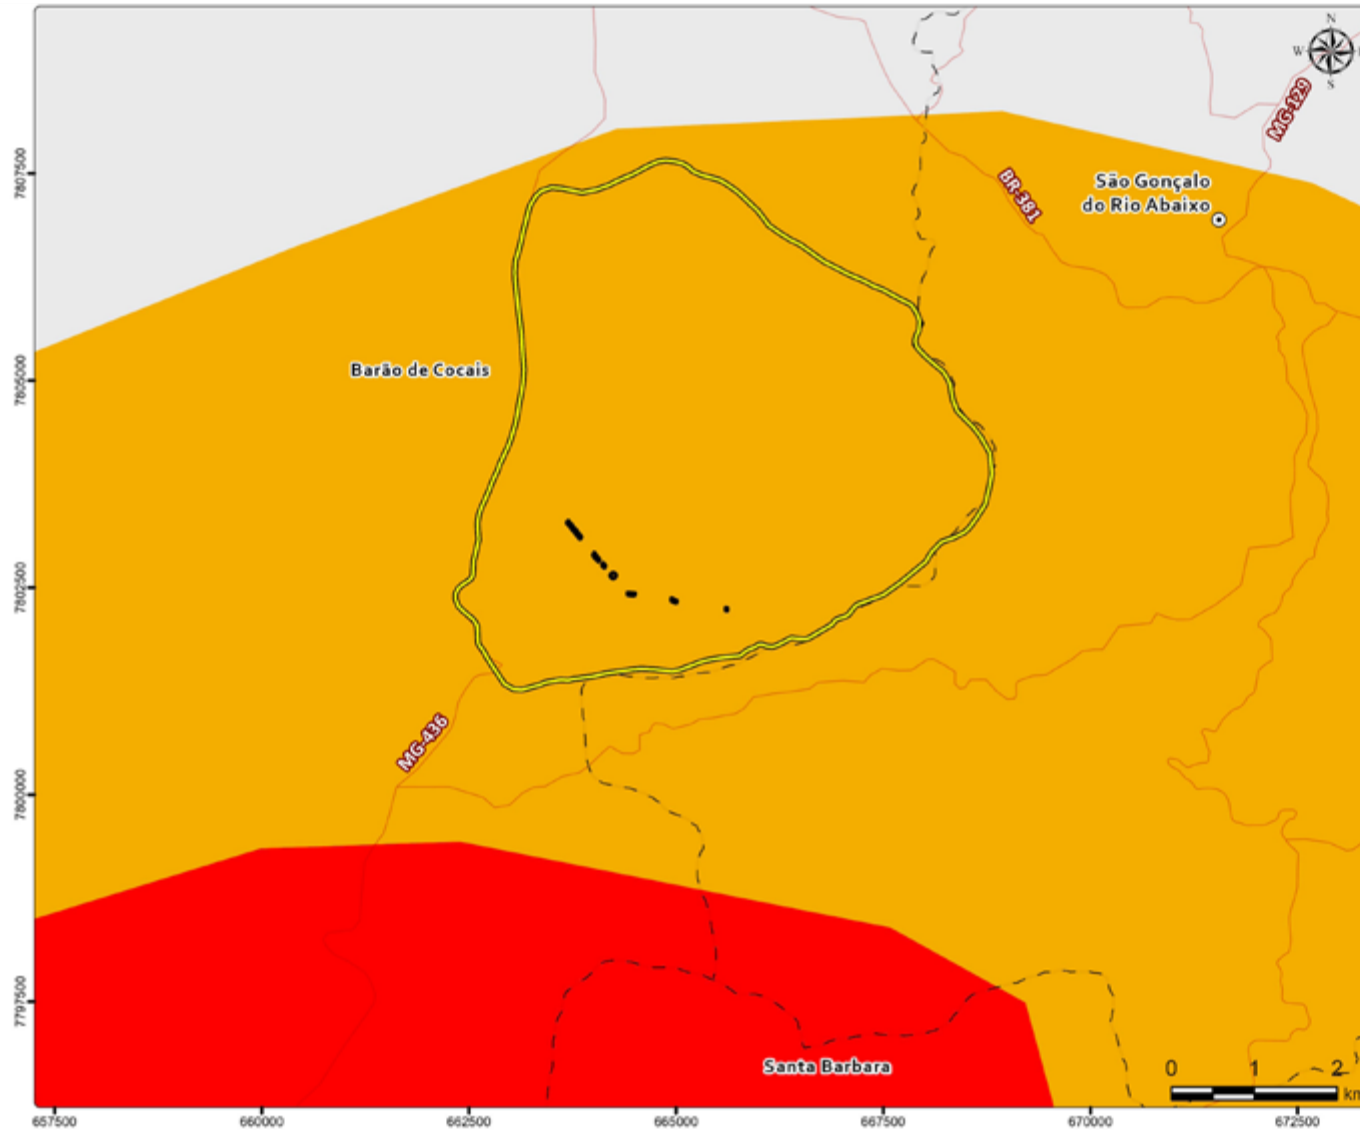 N
W
S
MG-129
São Gonçalo
do Rio Abaixo
BR-381
Barão de Cocais
MG-436
Santa Barbara
0 1 2
km
7807500
7805000
7802500
7800000
7797500
657500 660000 662500 665000 667500 670000 672500